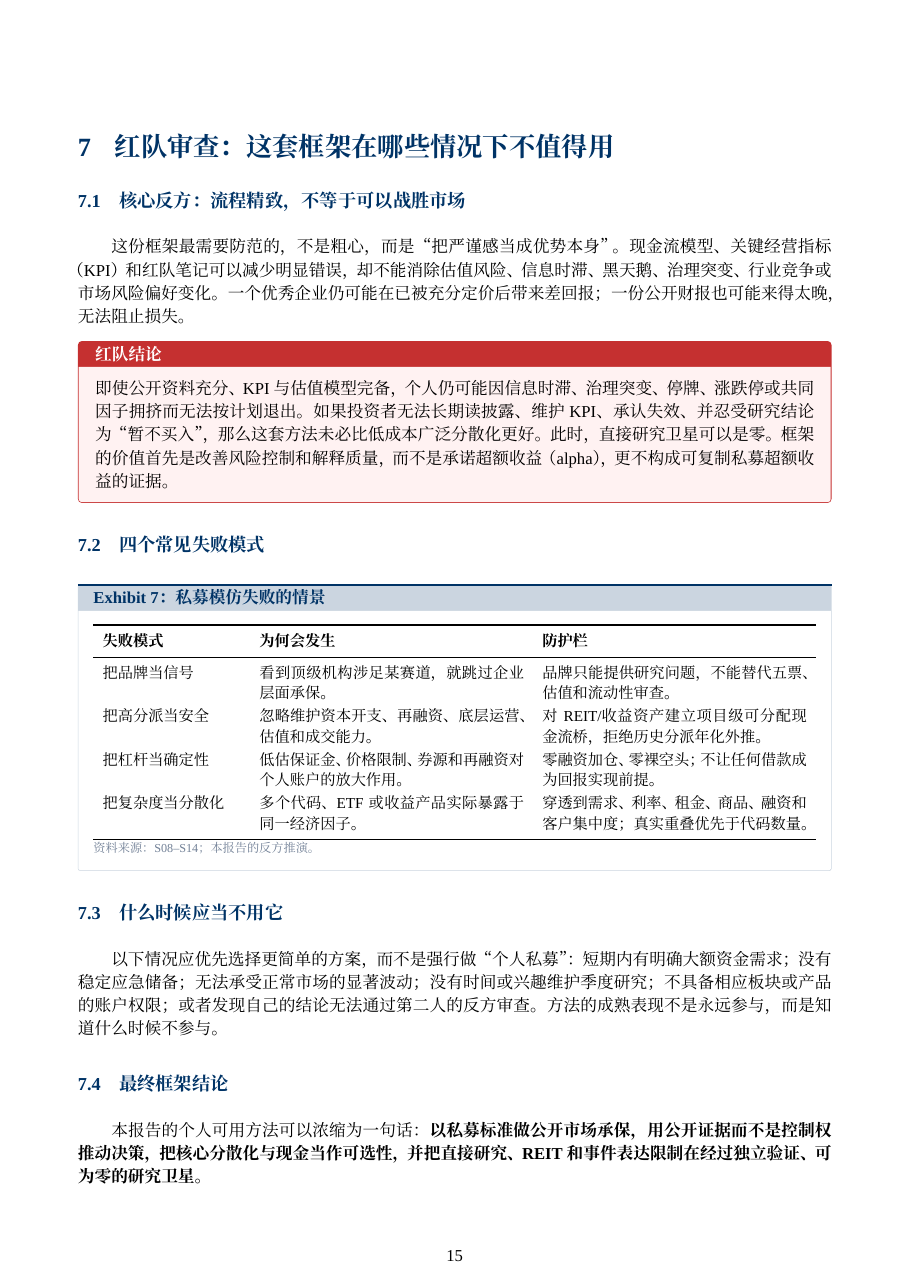 7 红队审查：这套框架在哪些情况下不值得用
7.1 核心反方：流程精致，不等于可以战胜市场
这份框架最需要防范的，不是粗心，而是“把严谨感当成优势本身”。现金流模型、关键经营指标
（KPI）和红队笔记可以减少明显错误，却不能消除估值风险、信息时滞、黑天鹅、治理突变、行业竞争或
市场风险偏好变化。一个优秀企业仍可能在已被充分定价后带来差回报；一份公开财报也可能来得太晚，
无法阻止损失。
红队结论
即使公开资料充分、KPI 与估值模型完备，个人仍可能因信息时滞、治理突变、停牌、涨跌停或共同
因子拥挤而无法按计划退出。如果投资者无法长期读披露、维护 KPI、承认失效、并忍受研究结论
为“暂不买入”，那么这套方法未必比低成本广泛分散化更好。此时，直接研究卫星可以是零。框架
的价值首先是改善风险控制和解释质量，而不是承诺超额收益（alpha），更不构成可复制私募超额收
益的证据。
7.2 四个常见失败模式
Exhibit 7：私募模仿失败的情景
失败模式 为何会发生 防护栏
把品牌当信号 看到顶级机构涉足某赛道，就跳过企业 品牌只能提供研究问题，不能替代五票、
层面承保。 估值和流动性审查。
把高分派当安全 忽略维护资本开支、再融资、底层运营、 对 REIT/收益资产建立项目级可分配现
估值和成交能力。 金流桥，拒绝历史分派年化外推。
把杠杆当确定性 低估保证金、价格限制、券源和再融资对 零融资加仓、零裸空头；不让任何借款成
个人账户的放大作用。 为回报实现前提。
把复杂度当分散化 多个代码、ETF 或收益产品实际暴露于 穿透到需求、利率、租金、商品、融资和
同一经济因子。 客户集中度；真实重叠优先于代码数量。
资料来源：S08–S14；本报告的反方推演。
7.3 什么时候应当不用它
以下情况应优先选择更简单的方案，而不是强行做“个人私募”：短期内有明确大额资金需求；没有
稳定应急储备；无法承受正常市场的显著波动；没有时间或兴趣维护季度研究；不具备相应板块或产品
的账户权限；或者发现自己的结论无法通过第二人的反方审查。方法的成熟表现不是永远参与，而是知
道什么时候不参与。
7.4 最终框架结论
本报告的个人可用方法可以浓缩为一句话：以私募标准做公开市场承保，用公开证据而不是控制权
推动决策，把核心分散化与现金当作可选性，并把直接研究、REIT 和事件表达限制在经过独立验证、可
为零的研究卫星。
15